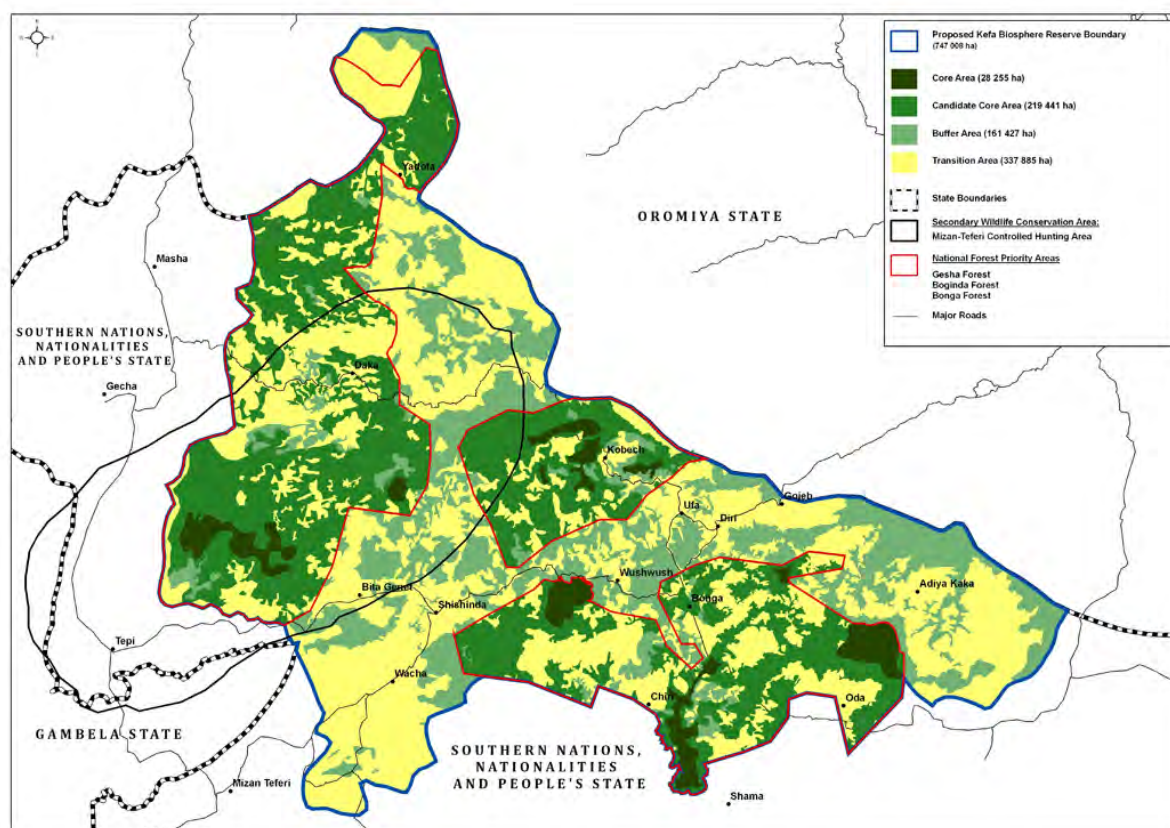 N
Proposed Kefa Biosphere Reserve Boundary
(747 008 ha)
Core Area (28 255 ha)
Candidate Core Area (219 441 ha)
Buffer Area (161 427 ha)
Transition Area (337 885 ha)
State Boundaries
Secondary Wildlife Conservation Area:
Mizan-Teferi Controlled Hunting Area
National Forest Priority Areas
Gesha Forest
Boginda Forest
Bonga Forest
Major Roads
Yadota
OROMIYA STATE
Masha
SOUTHERN NATIONS,
NATIONALITIES
AND PEOPLE'S STATE
Daka
Gecha
Kobech
Gojeb
Ufa
Diri
Wushwush
Adiya Kaka
Bita Genet
Bonga
Shishinda
Tepi
Wacha
Chiri
Oda
GAMBELA STATE
SOUTHERN NATIONS,
NATIONALITIES
AND PEOPLE'S STATE
Mizan Teferi
Shama